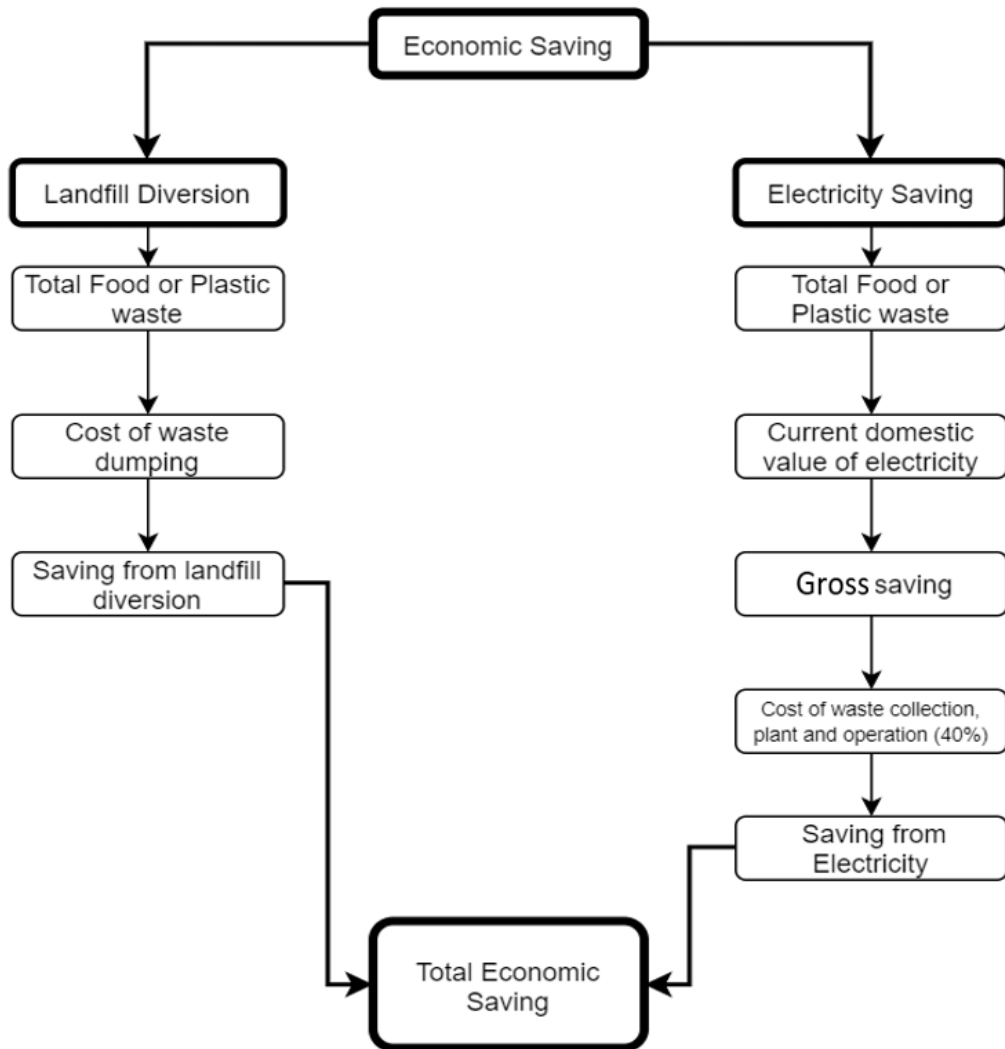 Economic Saving
Landfill Diversion
Total Food or Plastic
waste
Cost of waste
dumping
Saving from landfill
diversion
Electricity Saving
Total Food or
Plastic waste
Current domestic
value of electricity
Gross saving
Cost of waste collection,
plant and operation (40%)
Saving from
Electricity
Total Economic
Saving